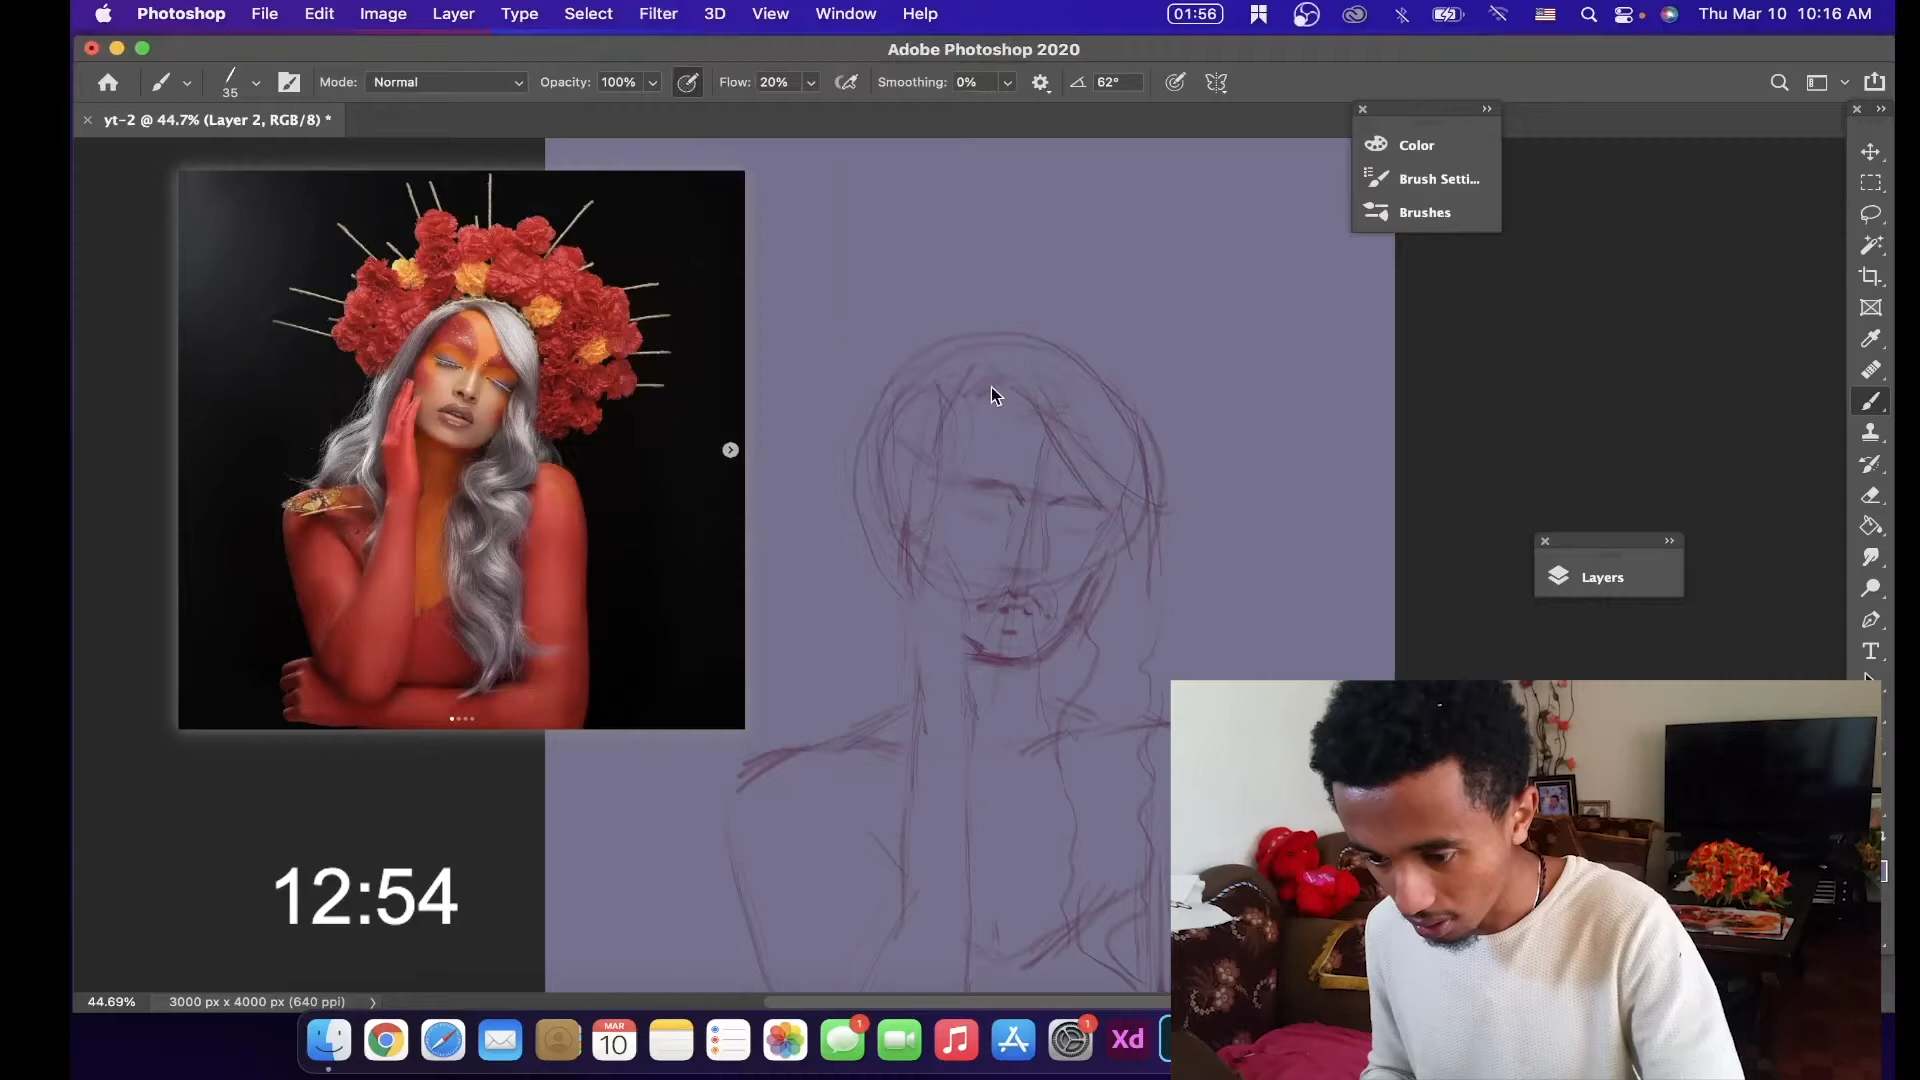 Photoshop File Edit Image Layer Type Select Filter 3D View Window Help 01:56 Thu Mar 10 10:16 AM
Adobe Photoshop 2020
35 Mode: Normal Opacity: 100% Flow: 20% Smoothing: 0% 62°
yt-2 @ 44.7% (Layer 2, RGB/8) *
Color
Brush Setti...
Brushes
Layers
12:54
44.69% 3000 px x 4000 px (640 ppi)
MAR
10
1
1
Xd